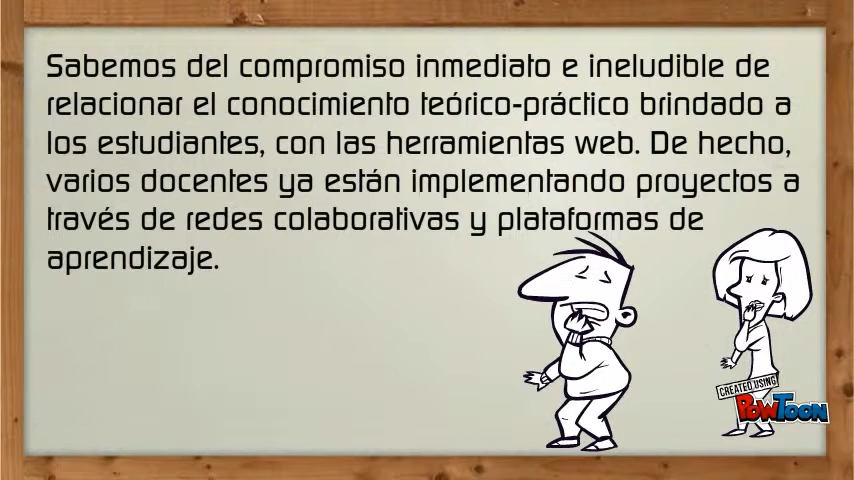 Sabemos del compromiso inmediato e ineludible de
relacionar el conocimiento teórico-práctico brindado a
los estudiantes, con las herramientas web. De hecho,
varios docentes ya están implementando proyectos a
través de redes colaborativas y plataformas de
aprendizaje.
CREATED USING
POWTOON